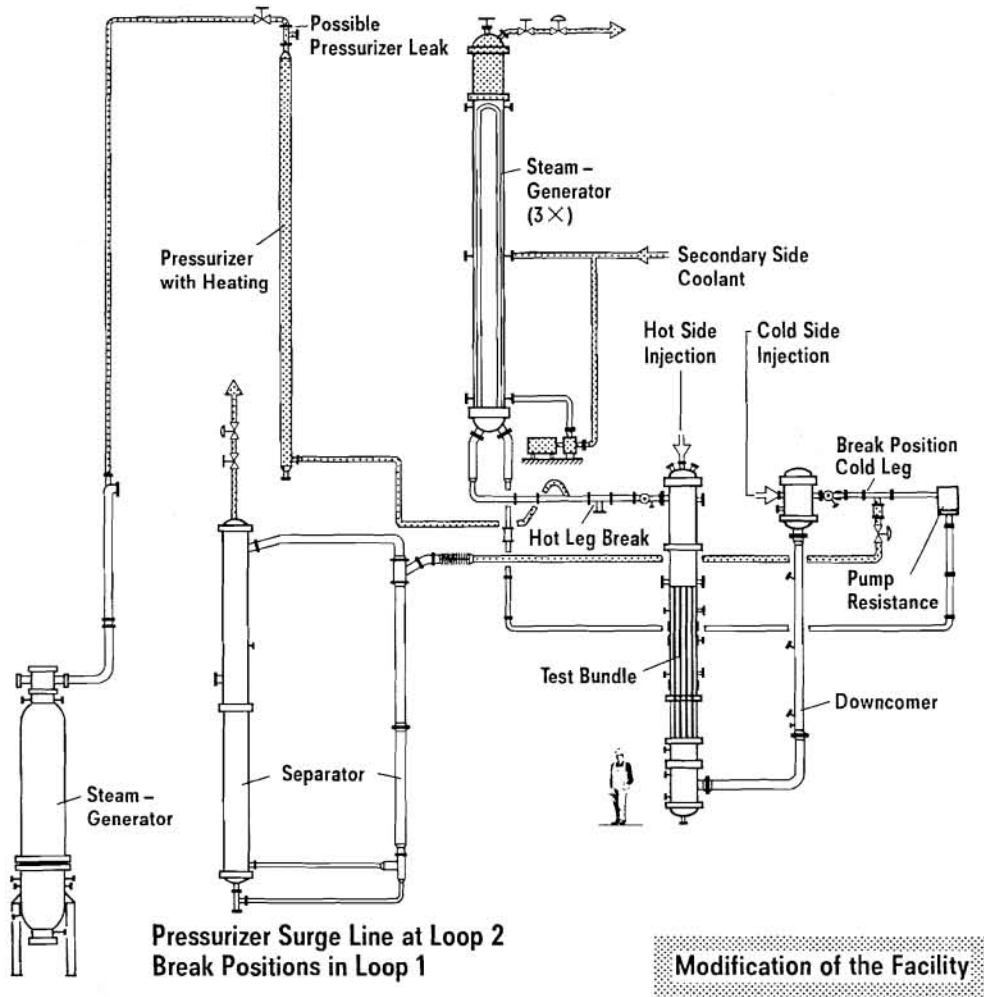 Possible
Pressurizer Leak
Steam –
Generator
(3×)
Pressurizer
with Heating
Secondary Side
Coolant
Hot Side
Injection
Cold Side
Injection
Break Position
Cold Leg
Hot Leg Break
Pump
Resistance
Test Bundle
Downcomer
Separator
Steam –
Generator
Pressurizer Surge Line at Loop 2
Break Positions in Loop 1
Modification of the Facility